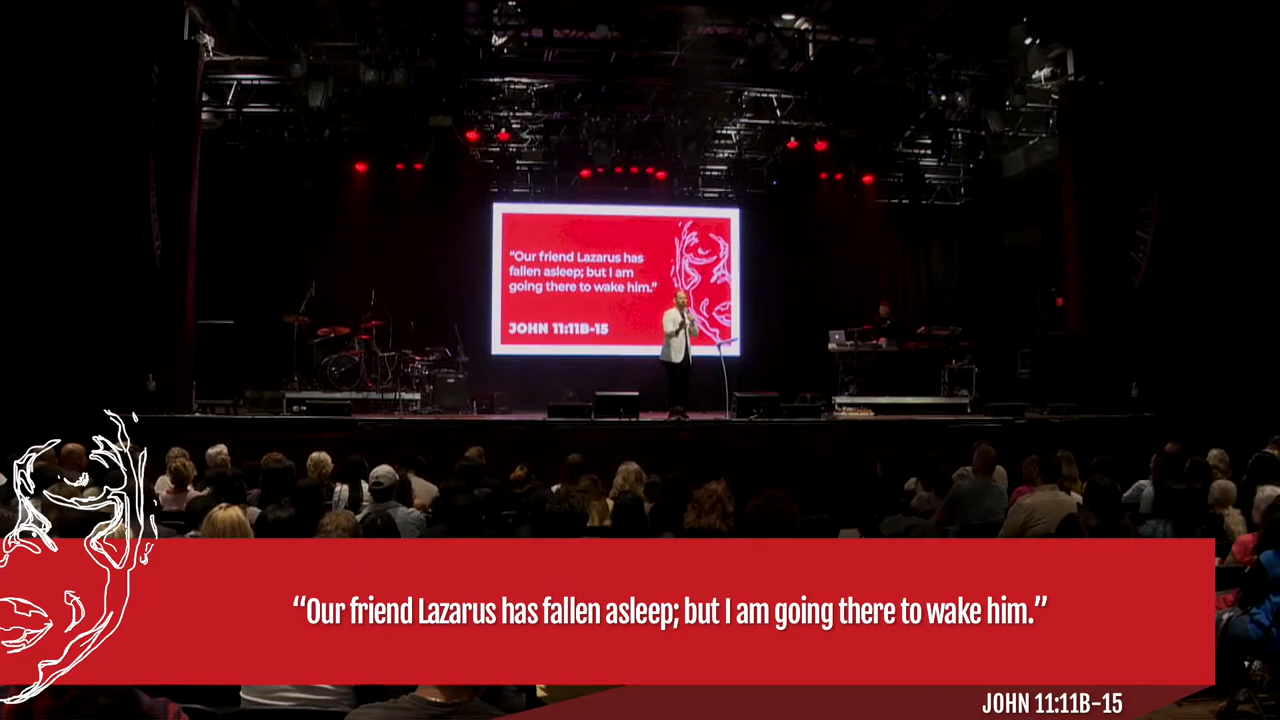 “Our friend Lazarus has
fallen asleep; but I am
going there to wake him.”
JOHN 11:11B-15
“Our friend Lazarus has fallen asleep; but I am going there to wake him.”
JOHN 11:11B-15